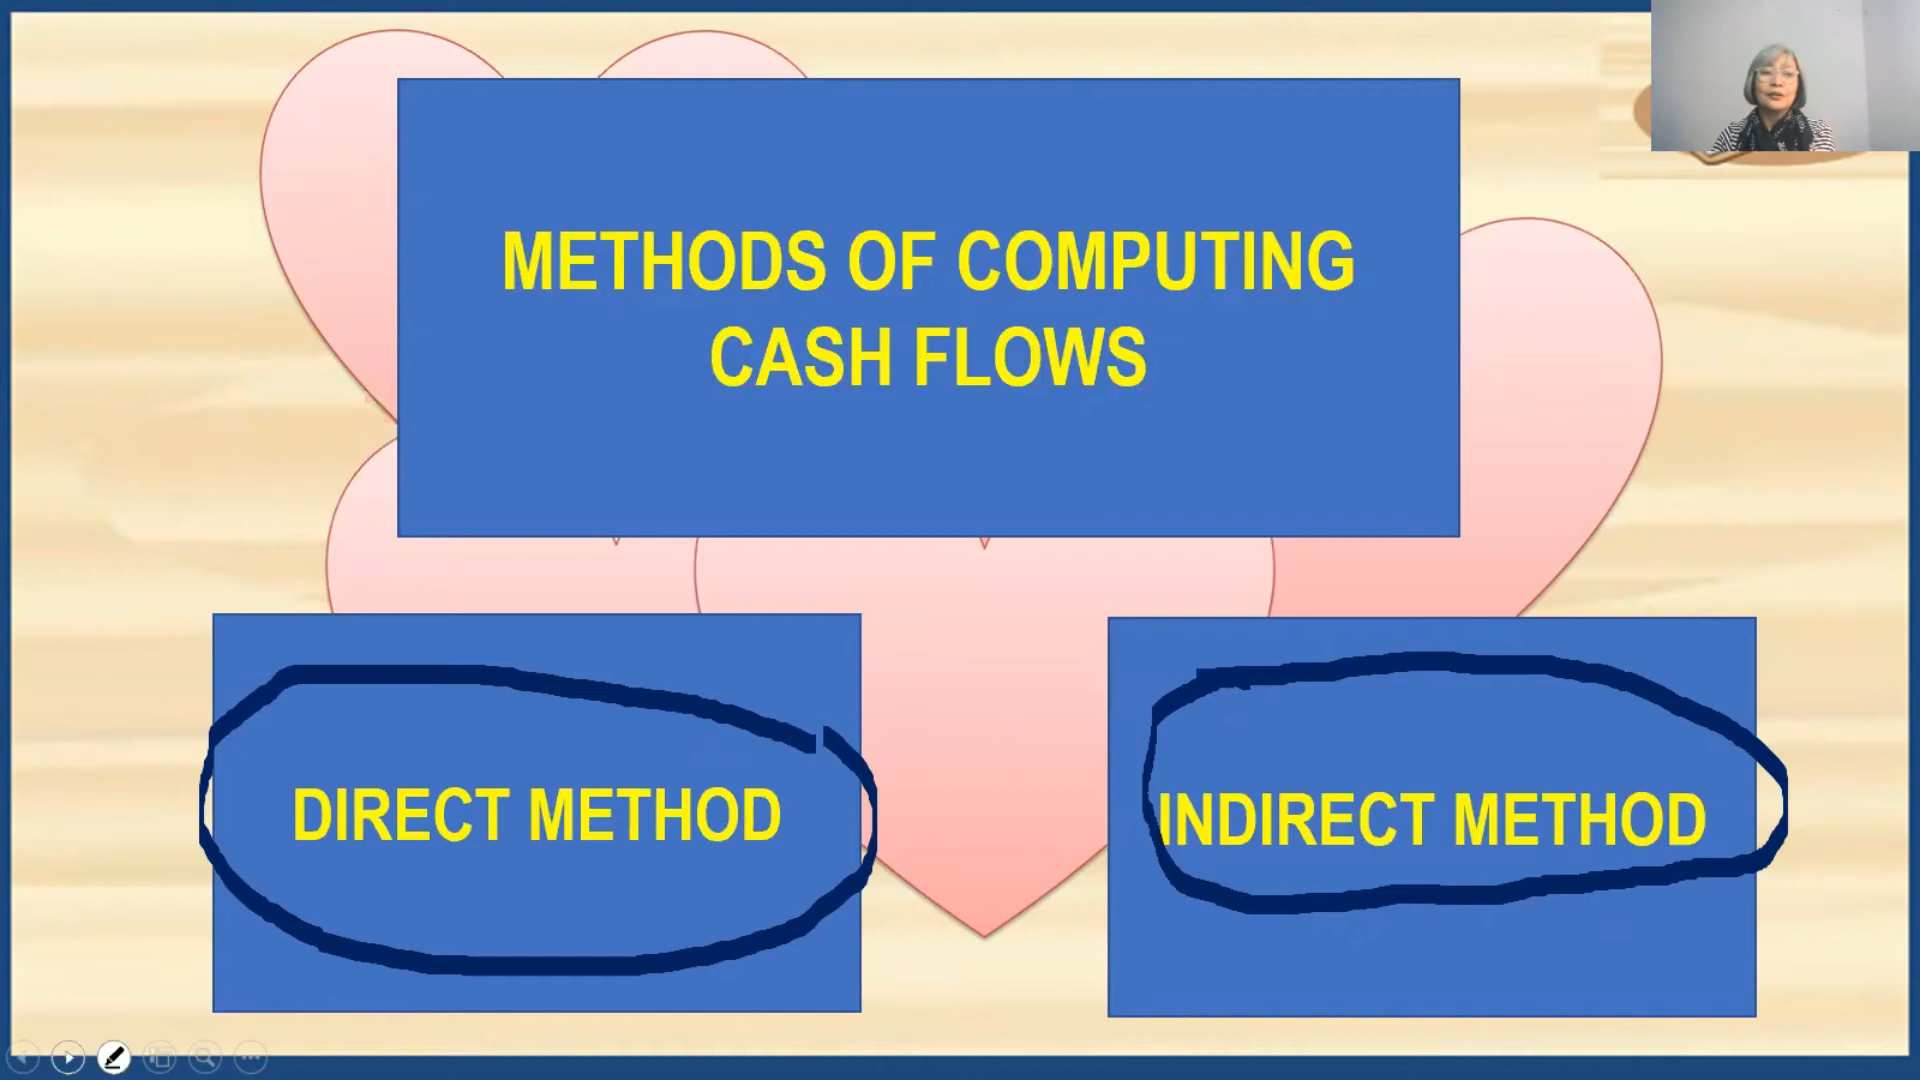 METHODS OF COMPUTING
CASH FLOWS
DIRECT METHOD
INDIRECT METHOD